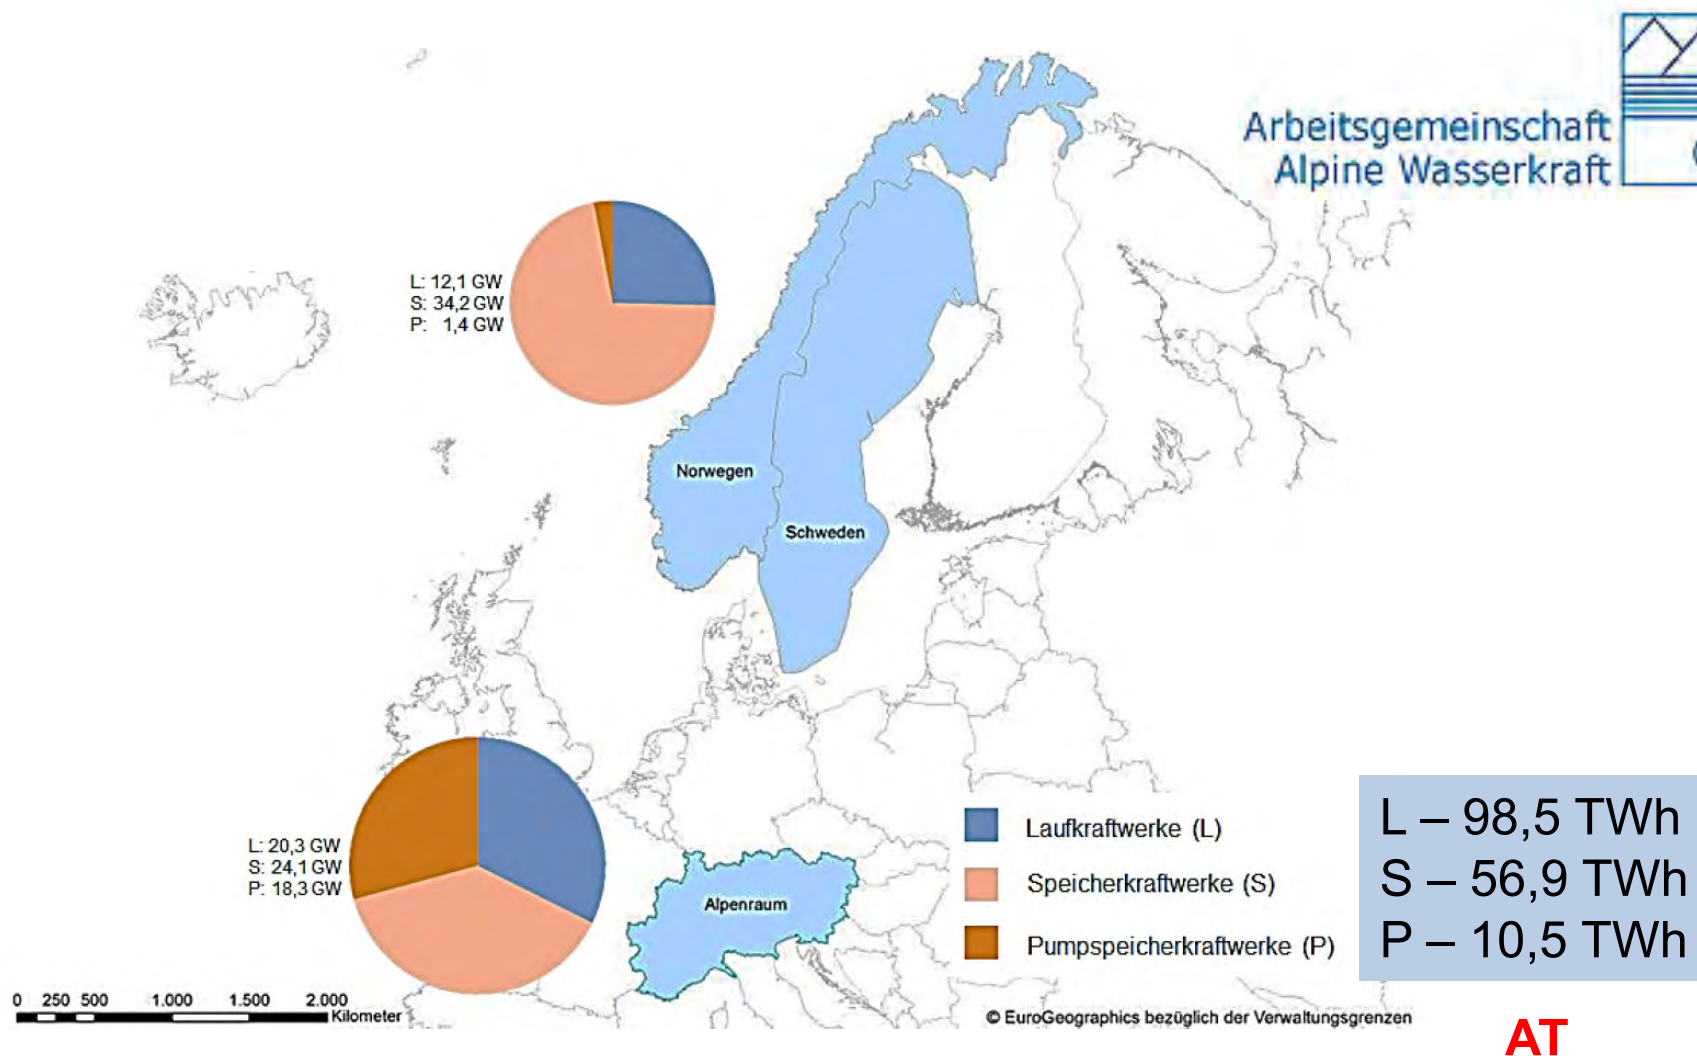 Arbeitsgemeinschaft
Alpine Wasserkraft
L: 12,1 GW
S: 34,2 GW
P: 1,4 GW
Norwegen
Schweden
L: 20,3 GW
S: 24,1 GW
P: 18,3 GW
Alpenraum
Laufkraftwerke (L)
Speicherkraftwerke (S)
Pumpspeicherkraftwerke (P)
L – 98,5 TWh
S – 56,9 TWh
P – 10,5 TWh
0 250 500 1.000 1.500 2.000
Kilometer
© EuroGeographics bezüglich der Verwaltungsgrenzen
AT